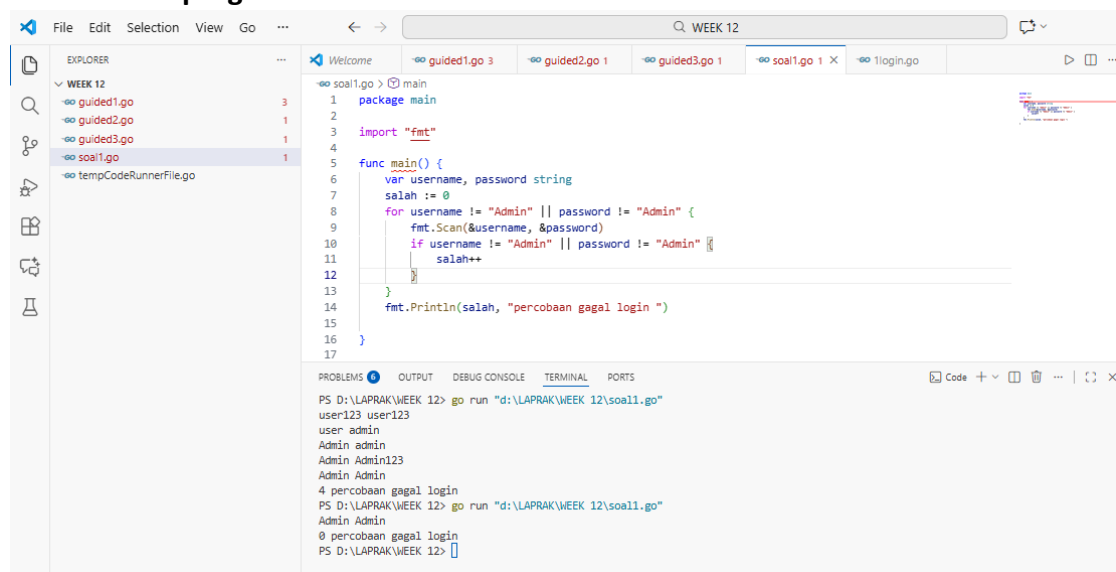 File Edit Selection View Go ··· ← → WEEK 12
EXPLORER ···
WEEK 12
guided1.go 3
guided2.go 1
guided3.go 1
soal1.go 1
tempCodeRunnerFile.go
Welcome guided1.go 3 guided2.go 1 guided3.go 1 soal1.go 1 × 1login.go ···
soal1.go > main
1 package main
2
3 import "fmt"
4
5 func main() {
6 var username, password string
7 salah := 0
8 for username != "Admin" || password != "Admin" {
9 fmt.Scan(&username, &password)
10 if username != "Admin" || password != "Admin" {
11 salah++
12 }
13 }
14 fmt.Println(salah, "percobaan gagal login ")
15
16 }
17
PROBLEMS 6 OUTPUT DEBUG CONSOLE TERMINAL PORTS Code + ··· | ×
PS D:\LAPRAK\WEEK 12> go run "d:\LAPRAK\WEEK 12\soal1.go"
user123 user123
user admin
Admin admin
Admin Admin123
Admin Admin
4 percobaan gagal login
PS D:\LAPRAK\WEEK 12> go run "d:\LAPRAK\WEEK 12\soal1.go"
Admin Admin
0 percobaan gagal login
PS D:\LAPRAK\WEEK 12>